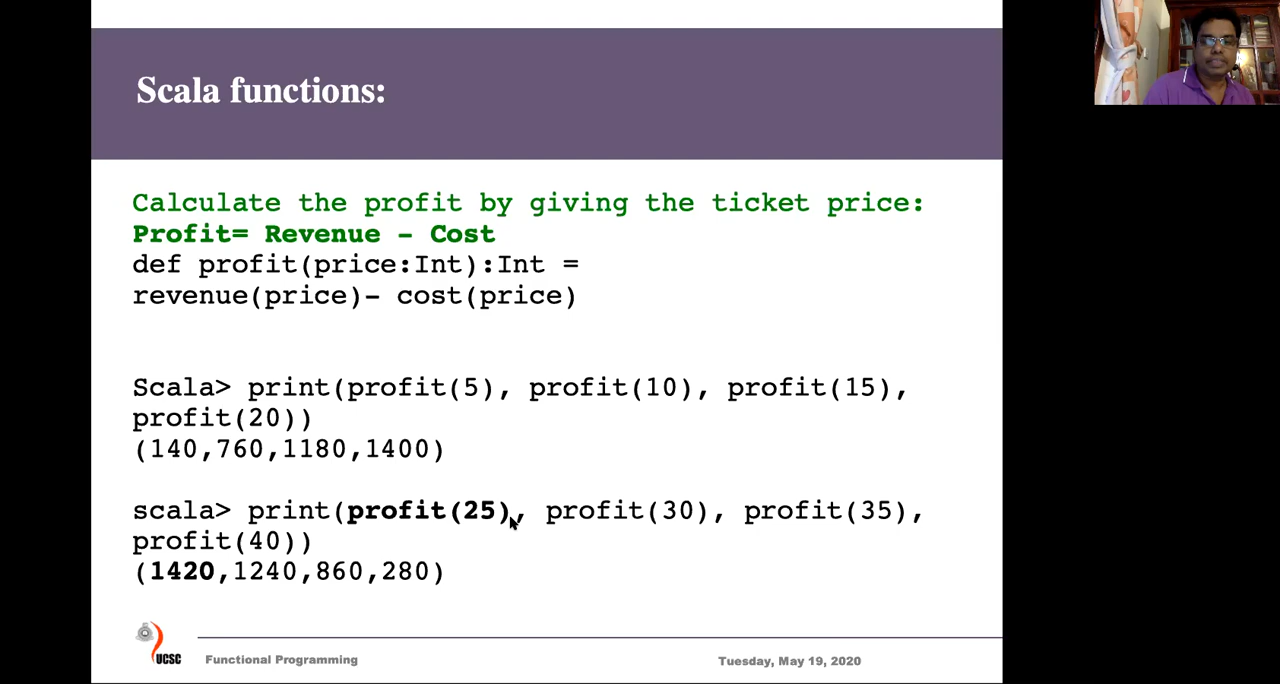 Scala functions:
Calculate the profit by giving the ticket price:
Profit= Revenue - Cost
def profit(price:Int):Int =
revenue(price)- cost(price)
Scala> print(profit(5), profit(10), profit(15),
profit(20))
(140,760,1180,1400)
scala> print(profit(25), profit(30), profit(35),
profit(40))
(1420,1240,860,280)
UCSC
Functional Programming
Tuesday, May 19, 2020